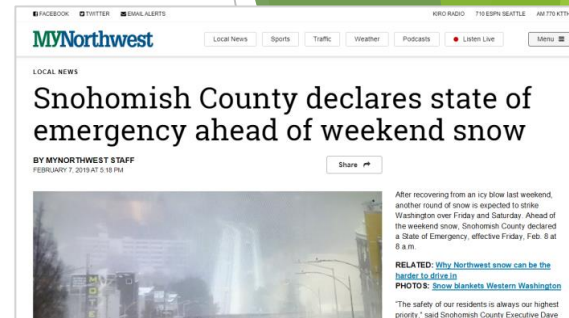 FACEBOOK TWITTER EMAIL ALERTS KIRO RADIO 710 ESPN SEATTLE AM 770 KTTH
MYNorthwest Local News Sports Traffic Weather Podcasts Listen Live Menu
LOCAL NEWS
Snohomish County declares state of
emergency ahead of weekend snow
BY MYNORTHWEST STAFF
FEBRUARY 7, 2019 AT 5:18 PM
Share
After recovering from an icy blow last weekend,
another round of snow is expected to strike
Washington over Friday and Saturday. Ahead of
the weekend snow, Snohomish County declared
a State of Emergency, effective Friday, Feb. 8 at
8 a.m.
RELATED: Why Northwest snow can be the
harder to drive in
PHOTOS: Snow blankets Western Washington
"The safety of our residents is always our highest
priority," said Snohomish County Executive Dave
MOTE